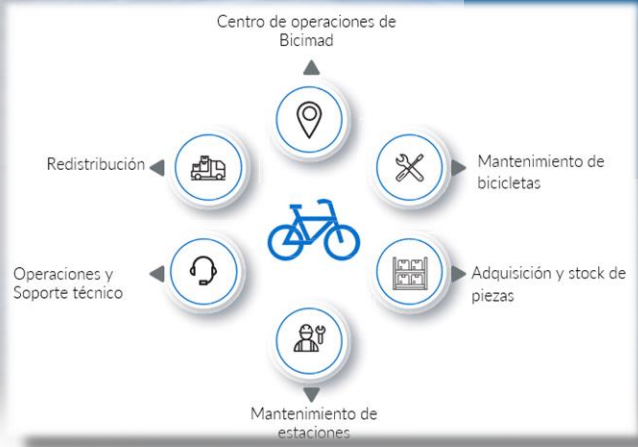 Centro de operaciones de
Bicimad
Redistribución
Mantenimiento de
bicicletas
Operaciones y
Soporte técnico
Adquisición y stock de
piezas
Mantenimiento de
estaciones